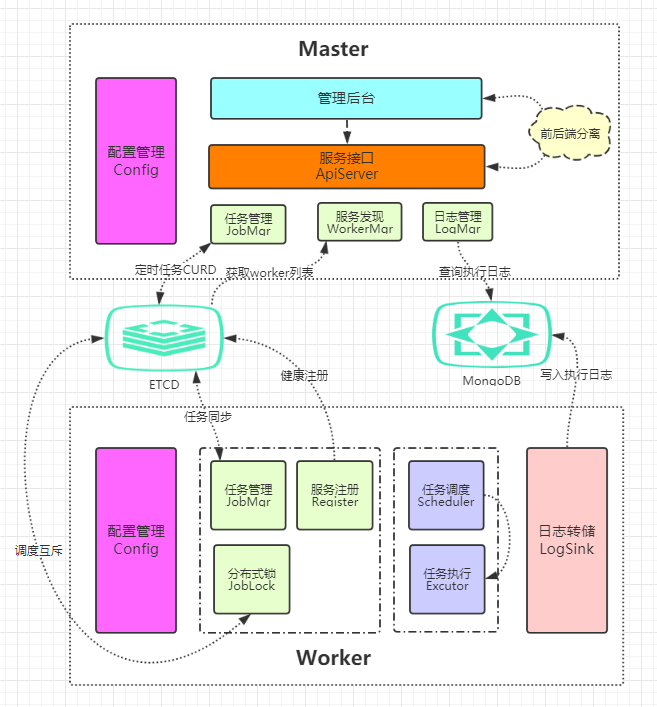 Master
管理后台
配置管理
Config
前后端分离
服务接口
ApiServer
任务管理
JobMgr
服务发现
WorkerMgr
日志管理
LogMgr
定时任务CURD
获取worker列表
查询执行日志
ETCD
MongoDB
健康注册
写入执行日志
任务同步
配置管理
Config
任务管理
JobMgr
服务注册
Register
任务调度
Scheduler
日志转储
LogSink
调度互斥
分布式锁
JobLock
任务执行
Excutor
Worker